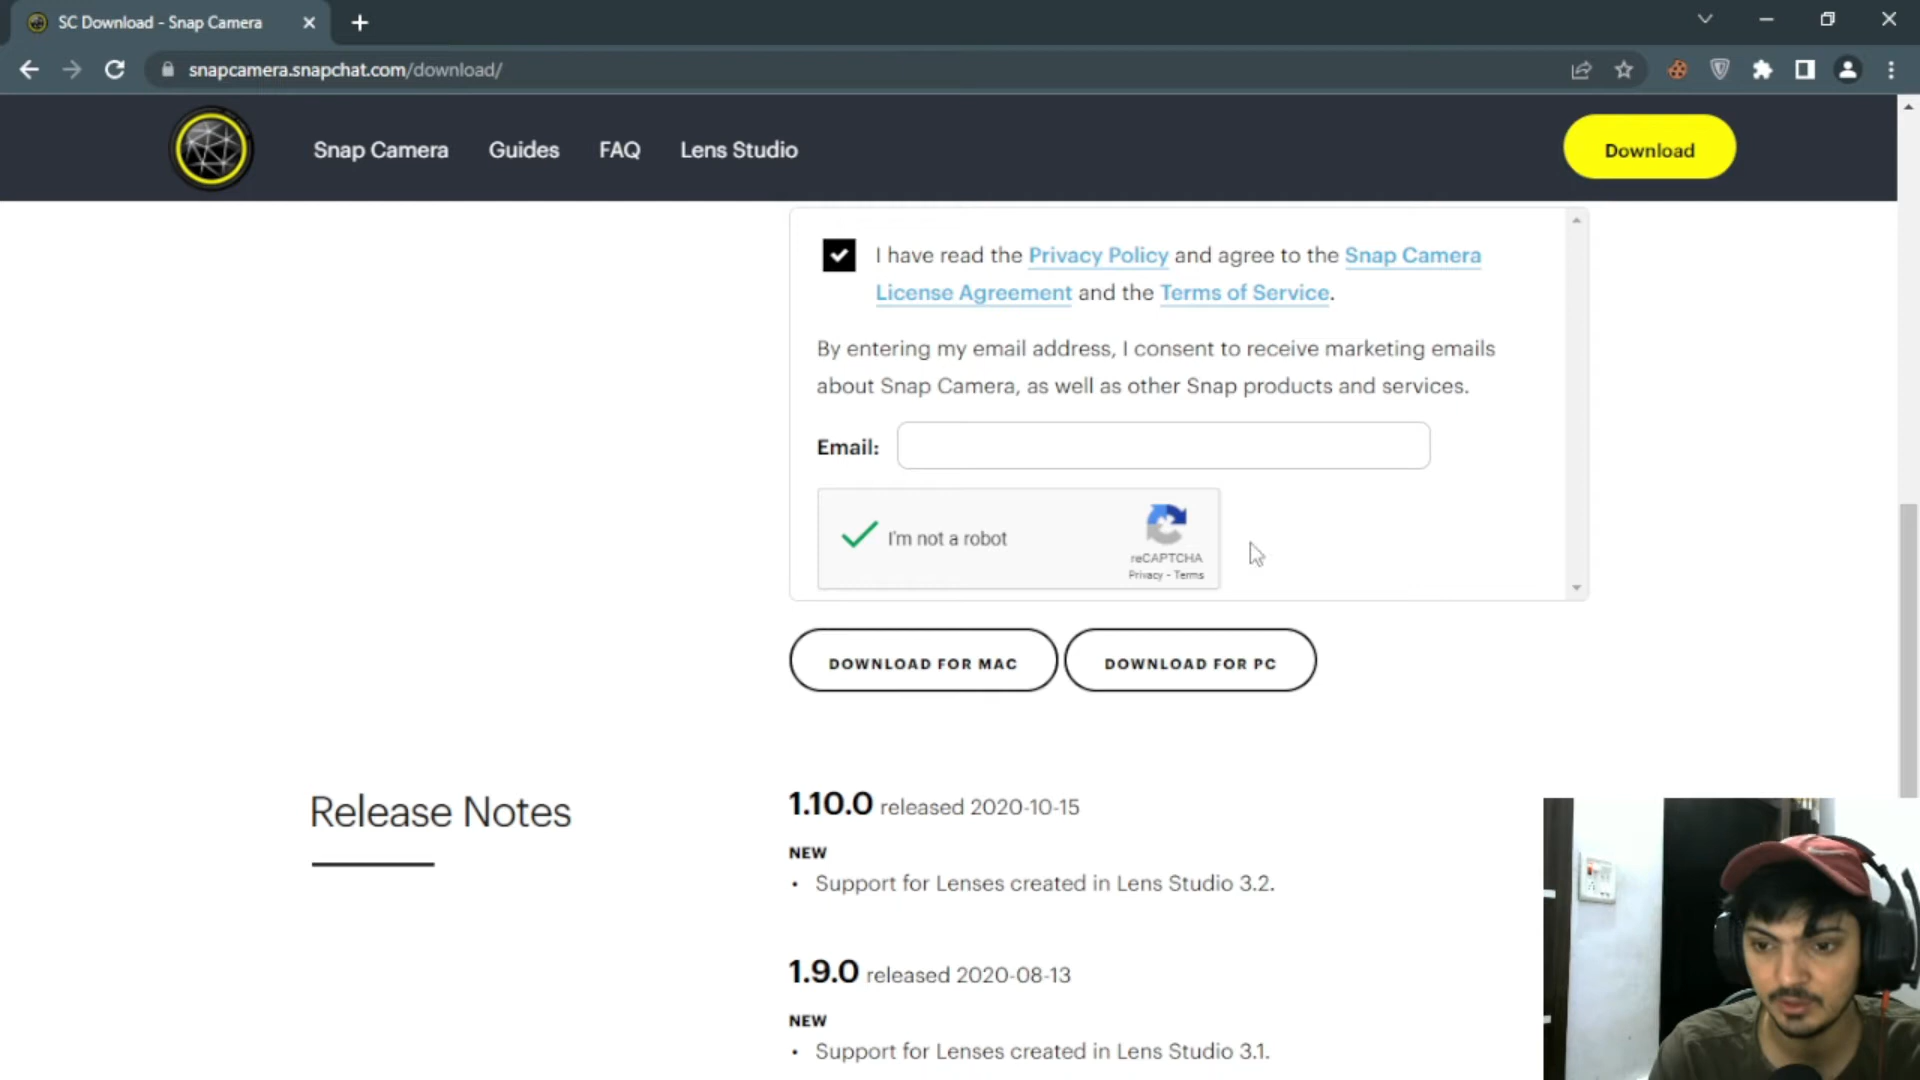 SC Download - Snap Camera
snapcamera.snapchat.com/download/
Snap Camera Guides FAQ Lens Studio Download
I have read the Privacy Policy and agree to the Snap Camera
License Agreement and the Terms of Service.
By entering my email address, I consent to receive marketing emails
about Snap Camera, as well as other Snap products and services.
Email:
I'm not a robot
reCAPTCHA
Privacy - Terms
DOWNLOAD FOR MAC DOWNLOAD FOR PC
Release Notes
1.10.0 released 2020-10-15
NEW
• Support for Lenses created in Lens Studio 3.2.
1.9.0 released 2020-08-13
NEW
• Support for Lenses created in Lens Studio 3.1.